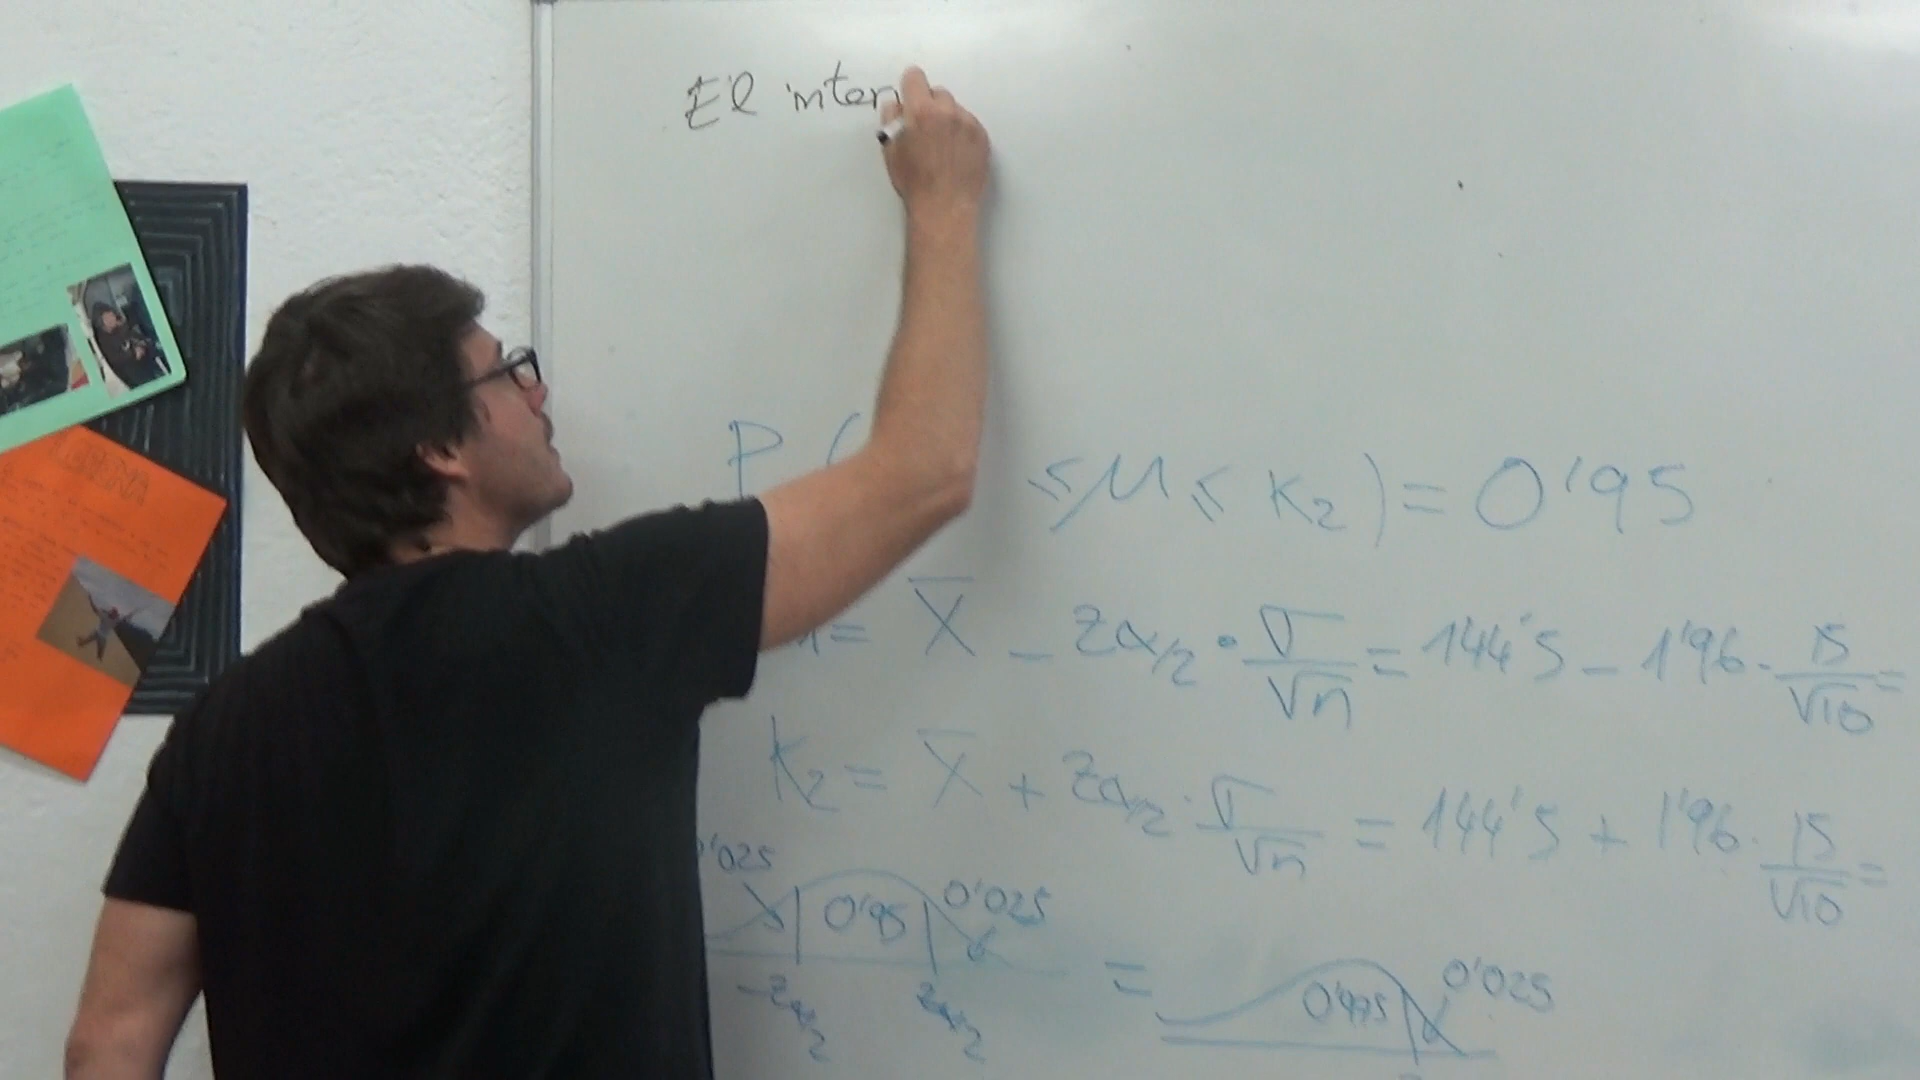 El inter
P ( ≤ μ ≤ K₂ ) = 0'95
= X̅ - Zα/2 · σ/√n = 144'5 - 1'96 · 15/√10 =
K₂ = X̅ + Zα/2 · σ/√n = 144'5 + 1'96 · 15/√10 =
'025 0'95 0'025
-Zα/2 Zα/2 = 0'975 0'025